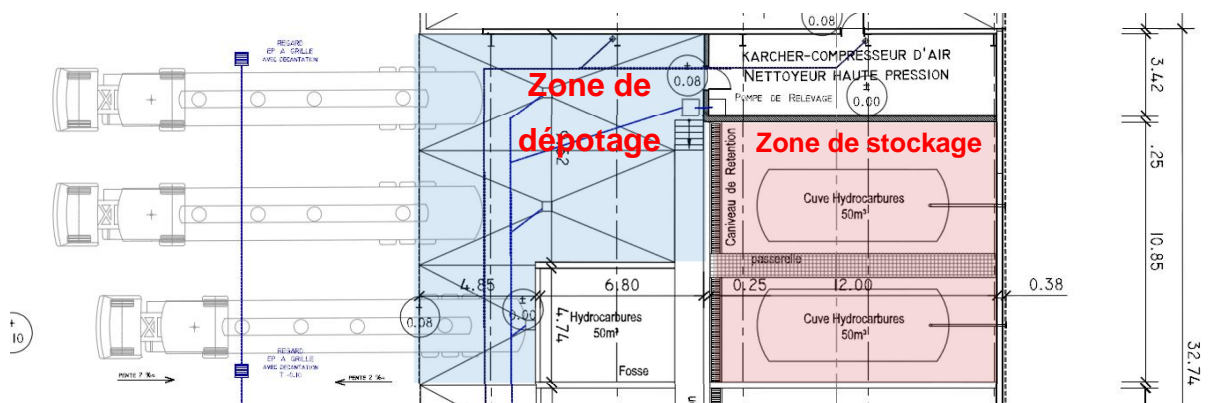 REGARD
EP A GRILLE
AVEC DECANTATION
Zone de
dépotage
± 0.08
± 0.08
KARCHER-COMPRESSEUR D'AIR
NETTOYEUR HAUTE PRESSION
POMPE DE RELEVAGE
± 0.00
3.42
Zone de stockage
Caniveau de Retention
Cuve Hydrocarbures
50m³
passerelle
.25
10.85
4.85
6.80
0.25
12.00
0.38
± 0.08
± 0.00
4.74
Hydrocarbures
50m³
Cuve Hydrocarbures
50m³
Fosse
± 10
REGARD
EP A GRILLE
AVEC DECANTATION
PENTE 2 %
32.74